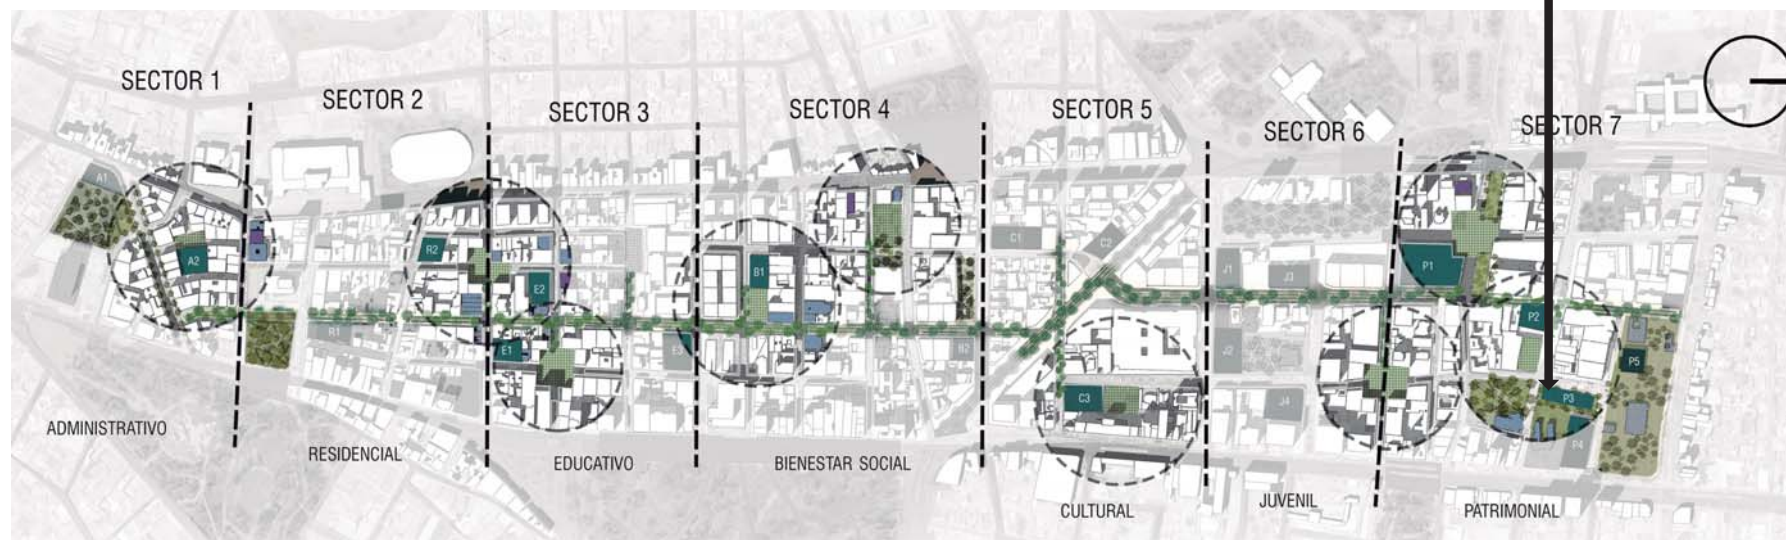 SECTOR 1
SECTOR 2
SECTOR 3
SECTOR 4
SECTOR 5
SECTOR 6
SECTOR 7
A1
A2
R2
R1
E2
E1
E3
B1
B2
C1
C2
C3
J1
J3
J2
J4
P1
P2
P5
P3
P4
ADMINISTRATIVO
RESIDENCIAL
EDUCATIVO
BIENESTAR SOCIAL
CULTURAL
JUVENIL
PATRIMONIAL